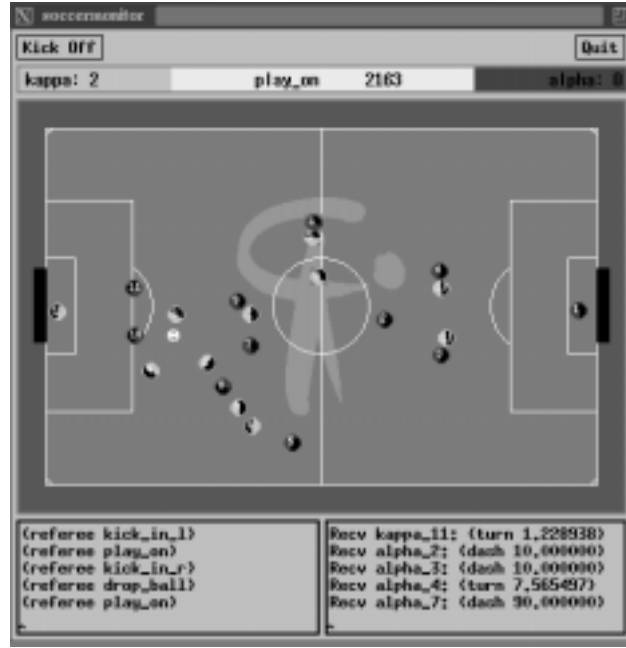 soccermonitor
Kick Off
Quit
kappa: 2 play_on 2163 alpha: 0
(referee kick_in_l)
(referee play_on)
(referee kick_in_r)
(referee drop_ball)
(referee play_on)
Recv kappa_11: (turn 1.228938)
Recv alpha_2: (dash 10.000000)
Recv alpha_3: (dash 10.000000)
Recv alpha_4: (turn 7.565497)
Recv alpha_7: (dash 90.000000)